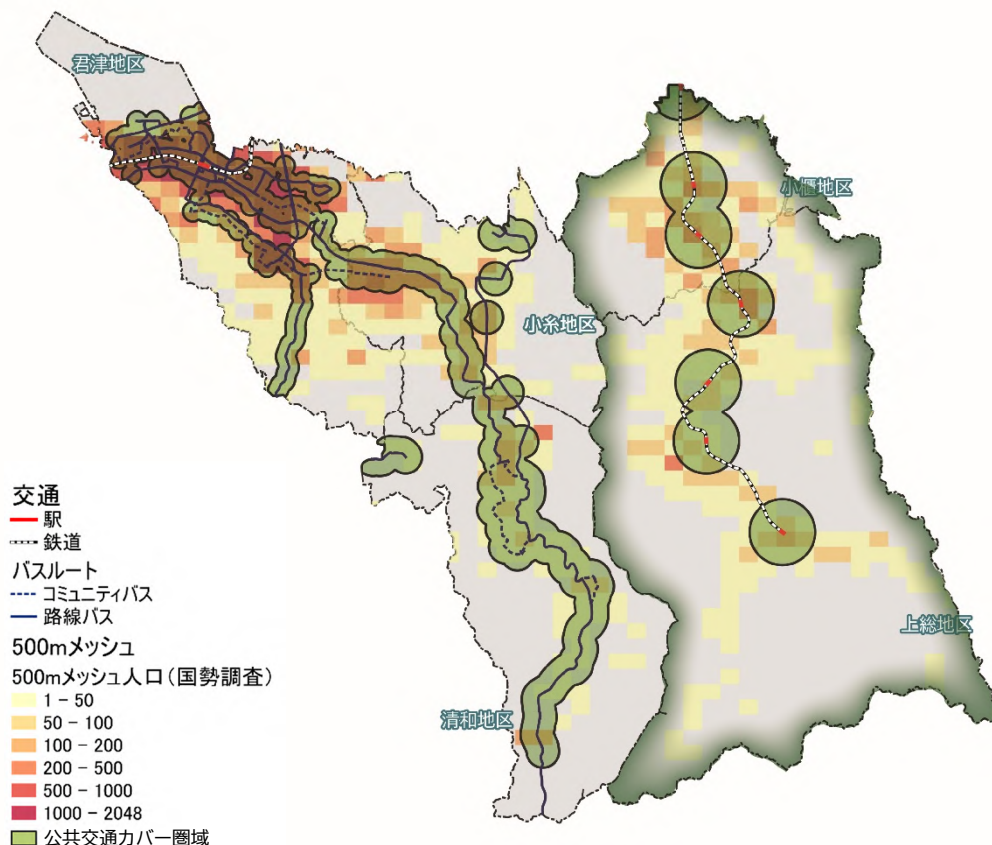 君津地区
小櫃地区
小糸地区
上総地区
清和地区
交通
駅
鉄道
バスルート
コミュニティバス
路線バス
500mメッシュ
500mメッシュ人口(国勢調査)
1 - 50
50 - 100
100 - 200
200 - 500
500 - 1000
1000 - 2048
公共交通カバー圏域